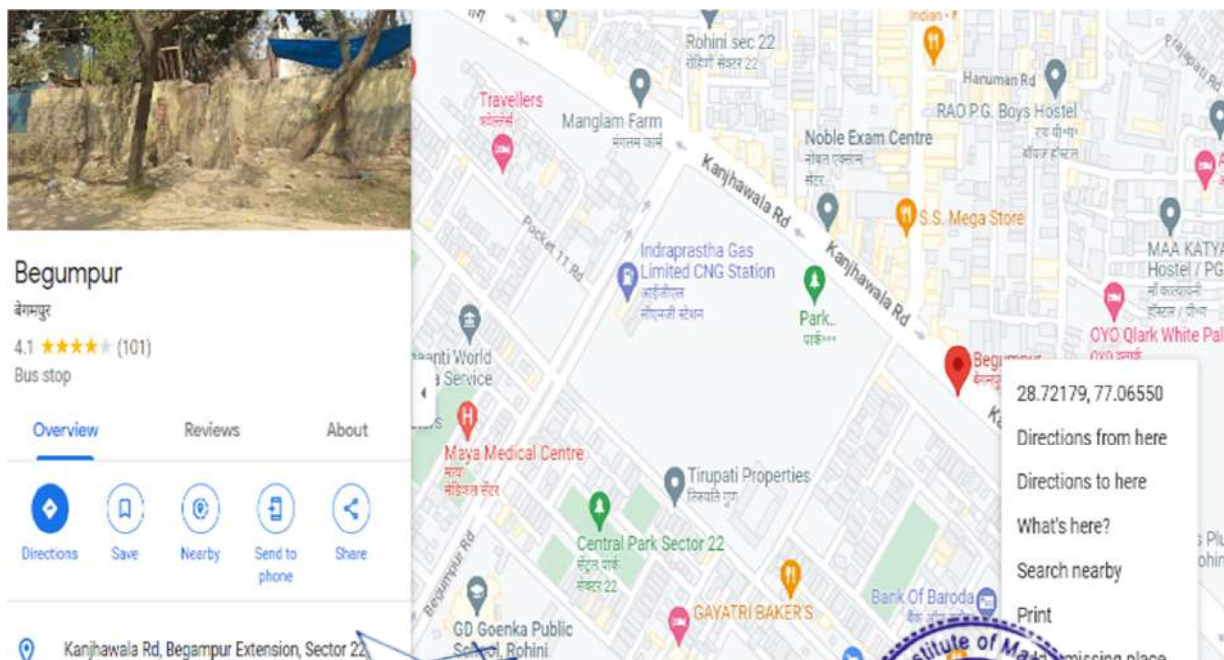 Begumpur
बेगमपुर
4.1
(101)
Bus stop
Overview
Reviews
About
Directions
Save
Nearby
Send to
phone
Share
Kanjhawala Rd, Begampur Extension, Sector 22
Rohini sec 22
रोहिणी सेक्टर 22
Travellers
Manglam Farm
मंगलम फार्म
Hanuman Rd
RAO P.G. Boys Hostel
Noble Exam Centre
Kanjhawala Rd
Kanjhawala Rd
S.S. Mega Store
Pocket 11 Rd
Indraprastha Gas
Limited CNG Station
आईजीएल
सीएनजी स्टेशन
Park..
पार्क
MAA
Hostel / PG
OYO Qlark White
World
Service
Maya Medical Centre
माया
मेडिकल सेंटर
Tirupati Properties
Central Park Sector 22
सेंट्रल पार्क
सेक्टर 22
Begumpur Rd
GD Goenka Public
School, Rohini
GAYATRI BAKER'S
Bank Of Baroda
28.72179, 77.06550
Directions from here
Directions to here
What's here?
Search nearby
Print
missing place